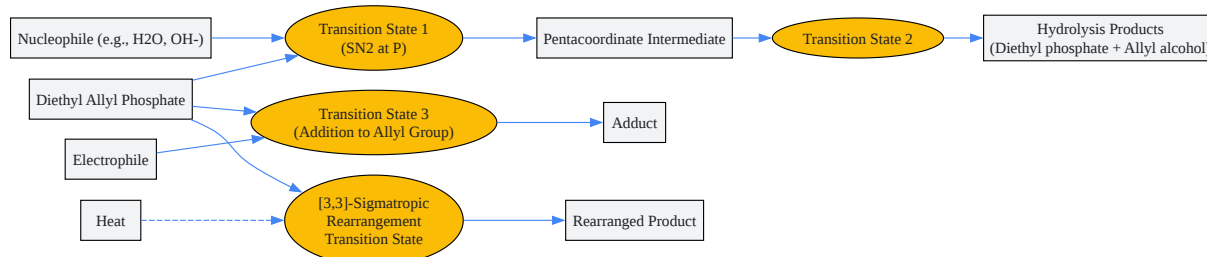 Nucleophile (e.g., H2O, OH-)
Transition State 1
(SN2 at P)
Pentacoordinate Intermediate
Transition State 2
Hydrolysis Products
(Diethyl phosphate + Allyl alcohol)
Diethyl Allyl Phosphate
Transition State 3
(Addition to Allyl Group)
Adduct
Electrophile
Heat
[3,3]-Sigmatropic
Rearrangement
Transition State
Rearranged Product